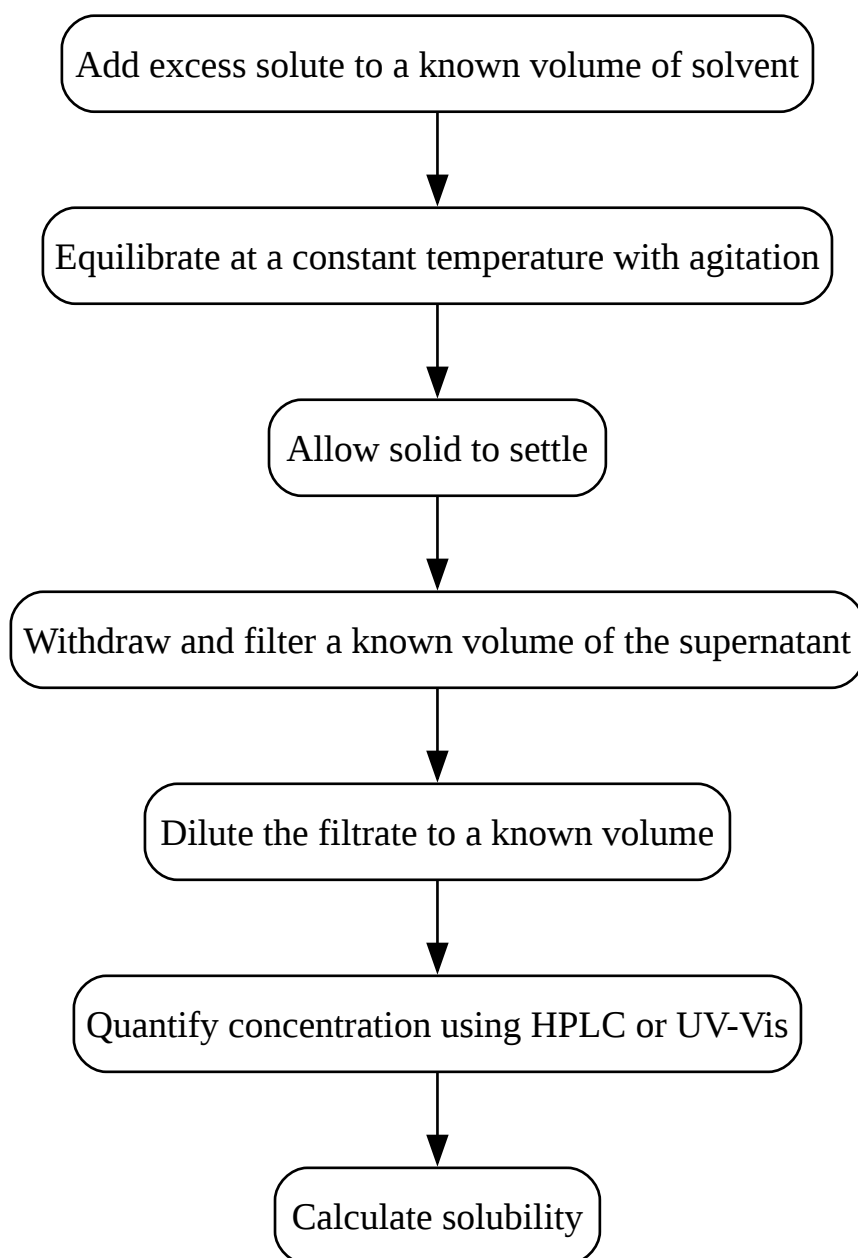 Add excess solute to a known volume of solvent
Equilibrate at a constant temperature with agitation
Allow solid to settle
Withdraw and filter a known volume of the supernatant
Dilute the filtrate to a known volume
Quantify concentration using HPLC or UV-Vis
Calculate solubility